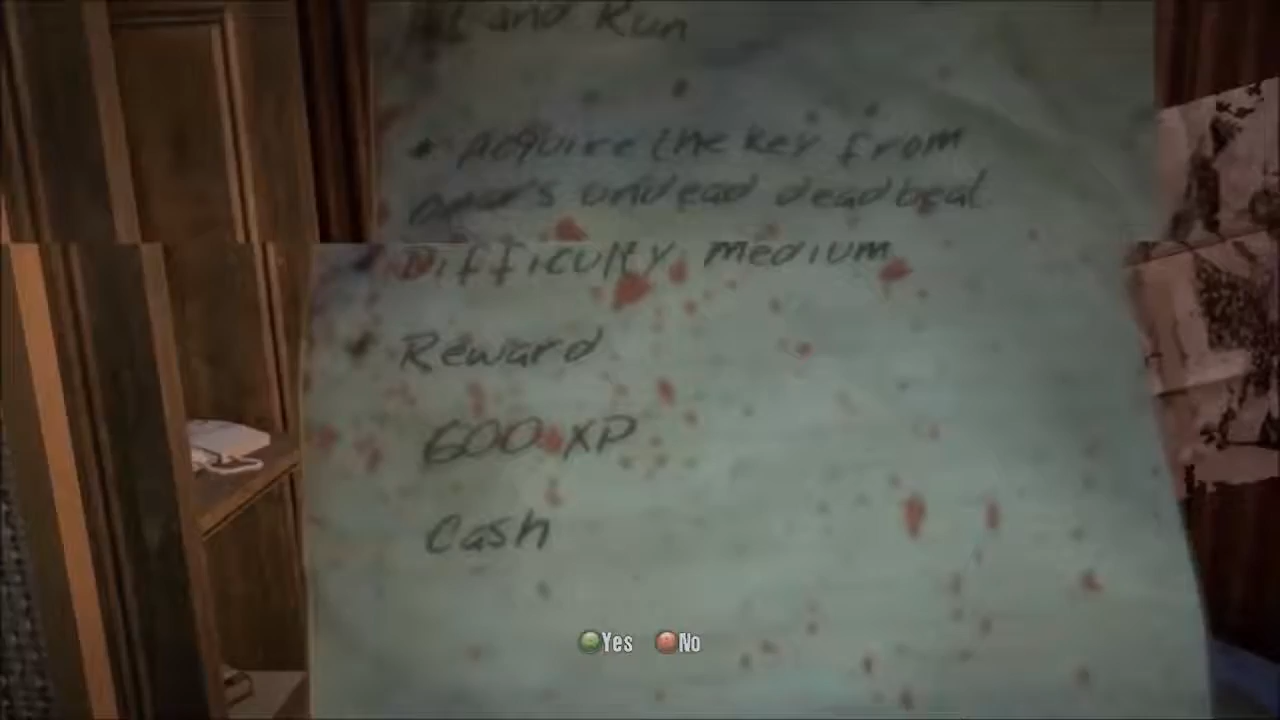 and Run
* Acquire the key from
undead deadbeat
Difficulty medium
Reward
600 XP
Cash
Yes No